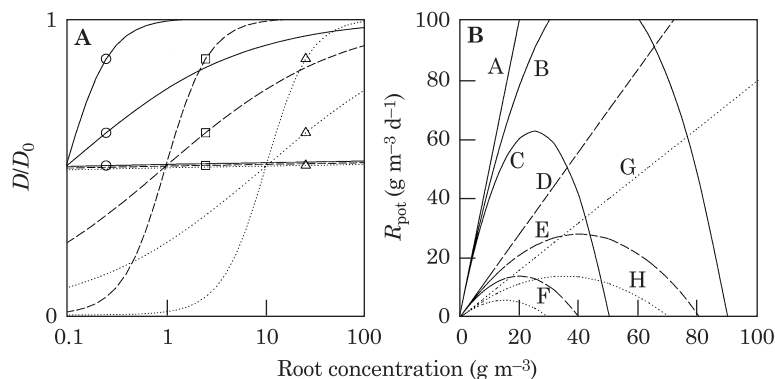 A
1
D/D₀
0
0.1
1
10
100
B
100
80
60
40
20
0
R_pot (g m⁻³ d⁻¹)
A
B
C
D
G
E
F
H
0
20
40
60
80
100
Root concentration (g m⁻³)